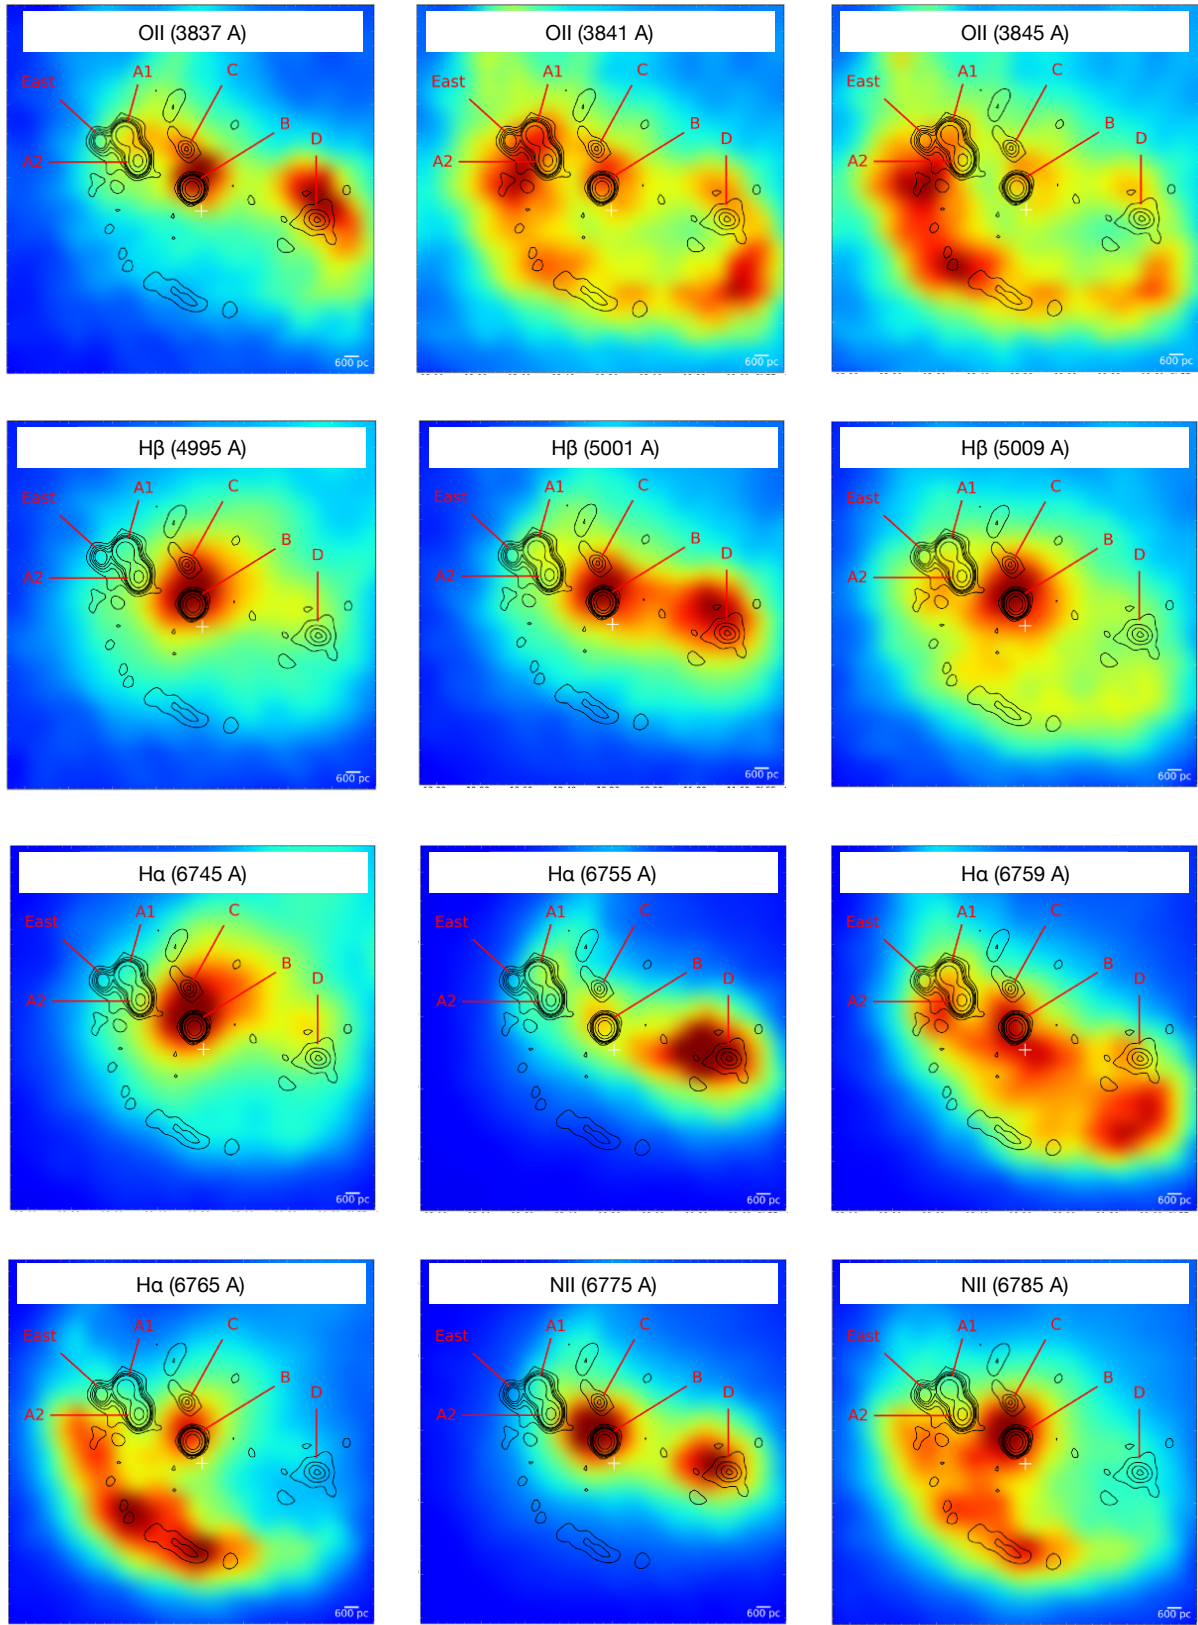 OII (3837 A)
East
A1
C
B
D
A2
600 pc
OII (3841 A)
East
A1
C
B
D
A2
600 pc
OII (3845 A)
East
A1
C
B
D
A2
600 pc
Hβ (4995 A)
East
A1
C
B
D
A2
600 pc
Hβ (5001 A)
East
A1
C
B
D
A2
600 pc
Hβ (5009 A)
East
A1
C
B
D
A2
600 pc
Hα (6745 A)
East
A1
C
B
D
A2
600 pc
Hα (6755 A)
East
A1
C
B
D
A2
600 pc
Hα (6759 A)
East
A1
C
B
D
A2
600 pc
Hα (6765 A)
East
A1
C
B
D
A2
600 pc
NII (6775 A)
East
A1
C
B
D
A2
600 pc
NII (6785 A)
East
A1
C
B
D
A2
600 pc